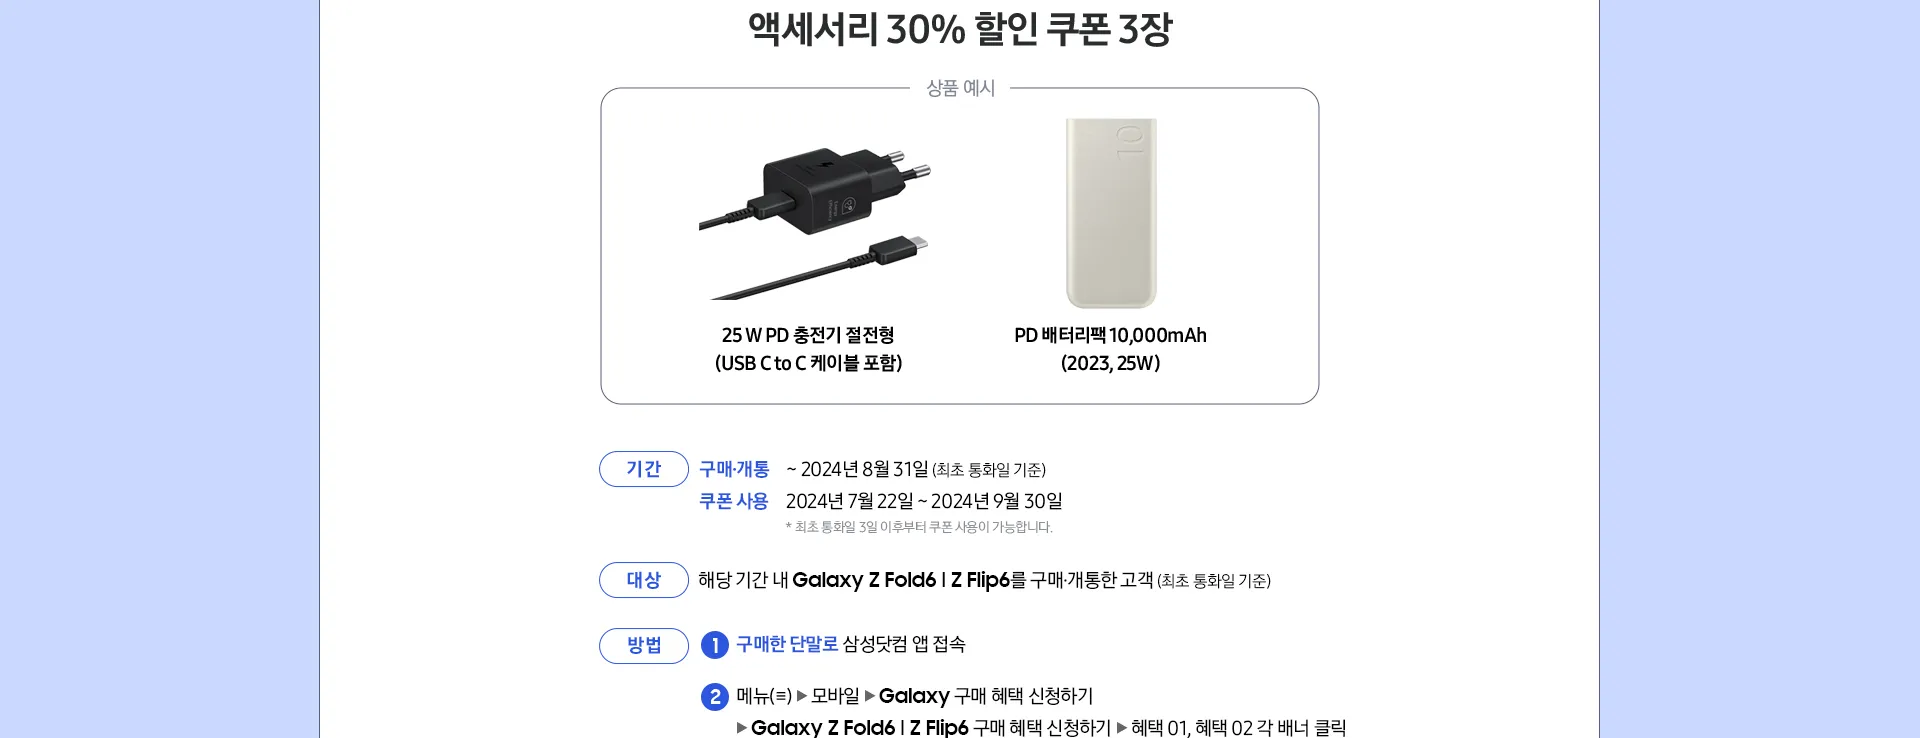 액세서리 30% 할인 쿠폰 3장
상품 예시
10
25 W PD 충전기 절전형
(USB C to C 케이블 포함)
PD 배터리팩 10,000mAh
(2023, 25W)
기간 구매·개통 ~ 2024년 8월 31일 (최초 통화일 기준)
쿠폰 사용 2024년 7월 22일 ~ 2024년 9월 30일
* 최초 통화일 3일 이후부터 쿠폰 사용이 가능합니다.
대상 해당 기간 내 Galaxy Z Fold6 | Z Flip6를 구매·개통한 고객 (최초 통화일 기준)
방법 1 구매한 단말로 삼성닷컴 앱 접속
2 메뉴(≡) ▶ 모바일 ▶ Galaxy 구매 혜택 신청하기
▶ Galaxy Z Fold6 | Z Flip6 구매 혜택 신청하기 ▶ 혜택 01, 혜택 02 각 배너 클릭